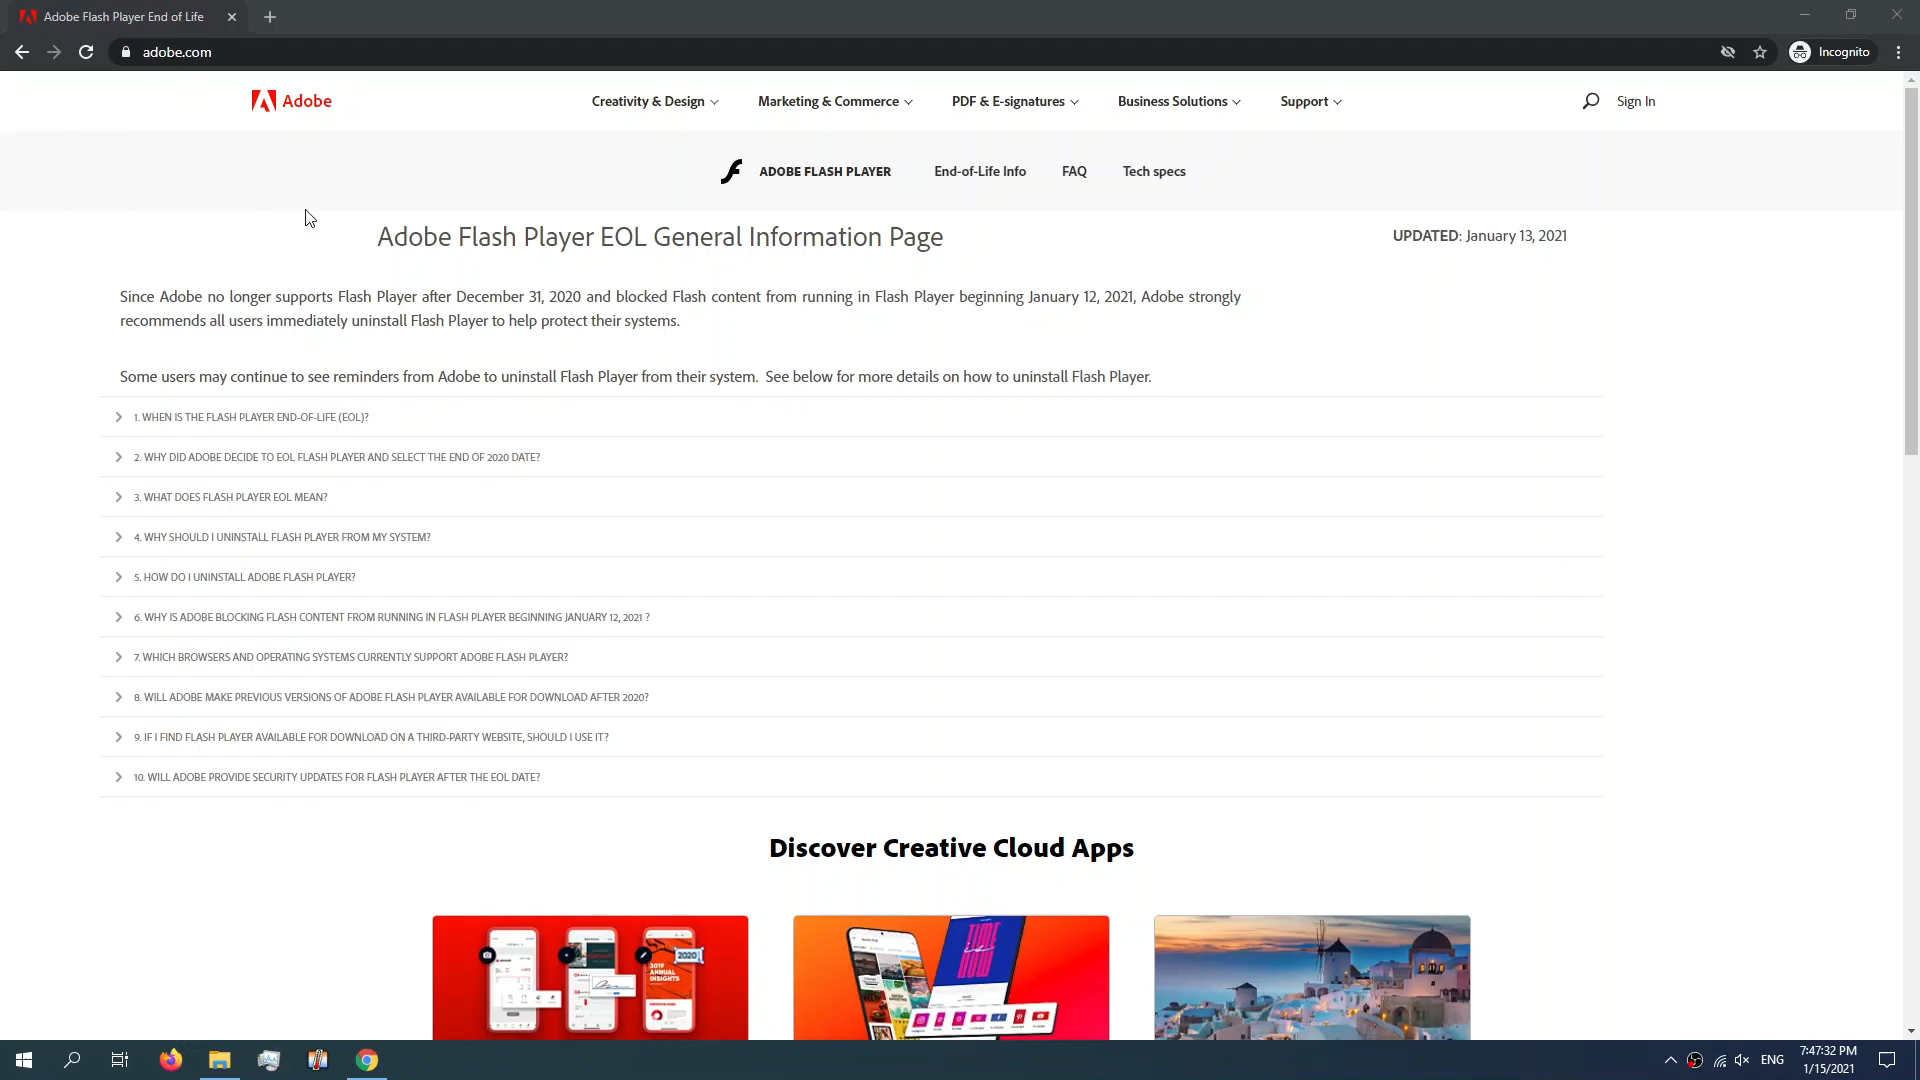 Adobe Flash Player End of Life
adobe.com
Incognito
Adobe
Creativity & Design
Marketing & Commerce
PDF & E-signatures
Business Solutions
Support
Sign In
ADOBE FLASH PLAYER
End-of-Life Info
FAQ
Tech specs
Adobe Flash Player EOL General Information Page
UPDATED: January 13, 2021
Since Adobe no longer supports Flash Player after December 31, 2020 and blocked Flash content from running in Flash Player beginning January 12, 2021, Adobe strongly
recommends all users immediately uninstall Flash Player to help protect their systems.
Some users may continue to see reminders from Adobe to uninstall Flash Player from their system.  See below for more details on how to uninstall Flash Player.
1. WHEN IS THE FLASH PLAYER END-OF-LIFE (EOL)?
2. WHY DID ADOBE DECIDE TO EOL FLASH PLAYER AND SELECT THE END OF 2020 DATE?
3. WHAT DOES FLASH PLAYER EOL MEAN?
4. WHY SHOULD I UNINSTALL FLASH PLAYER FROM MY SYSTEM?
5. HOW DO I UNINSTALL ADOBE FLASH PLAYER?
6. WHY IS ADOBE BLOCKING FLASH CONTENT FROM RUNNING IN FLASH PLAYER BEGINNING JANUARY 12, 2021 ?
7. WHICH BROWSERS AND OPERATING SYSTEMS CURRENTLY SUPPORT ADOBE FLASH PLAYER?
8. WILL ADOBE MAKE PREVIOUS VERSIONS OF ADOBE FLASH PLAYER AVAILABLE FOR DOWNLOAD AFTER 2020?
9. IF I FIND FLASH PLAYER AVAILABLE FOR DOWNLOAD ON A THIRD-PARTY WEBSITE, SHOULD I USE IT?
10. WILL ADOBE PROVIDE SECURITY UPDATES FOR FLASH PLAYER AFTER THE EOL DATE?
Discover Creative Cloud Apps
2020
2019
ANNUAL
INSIGHTS
TIME
is
NOW
ENG
7:47:32 PM
1/15/2021